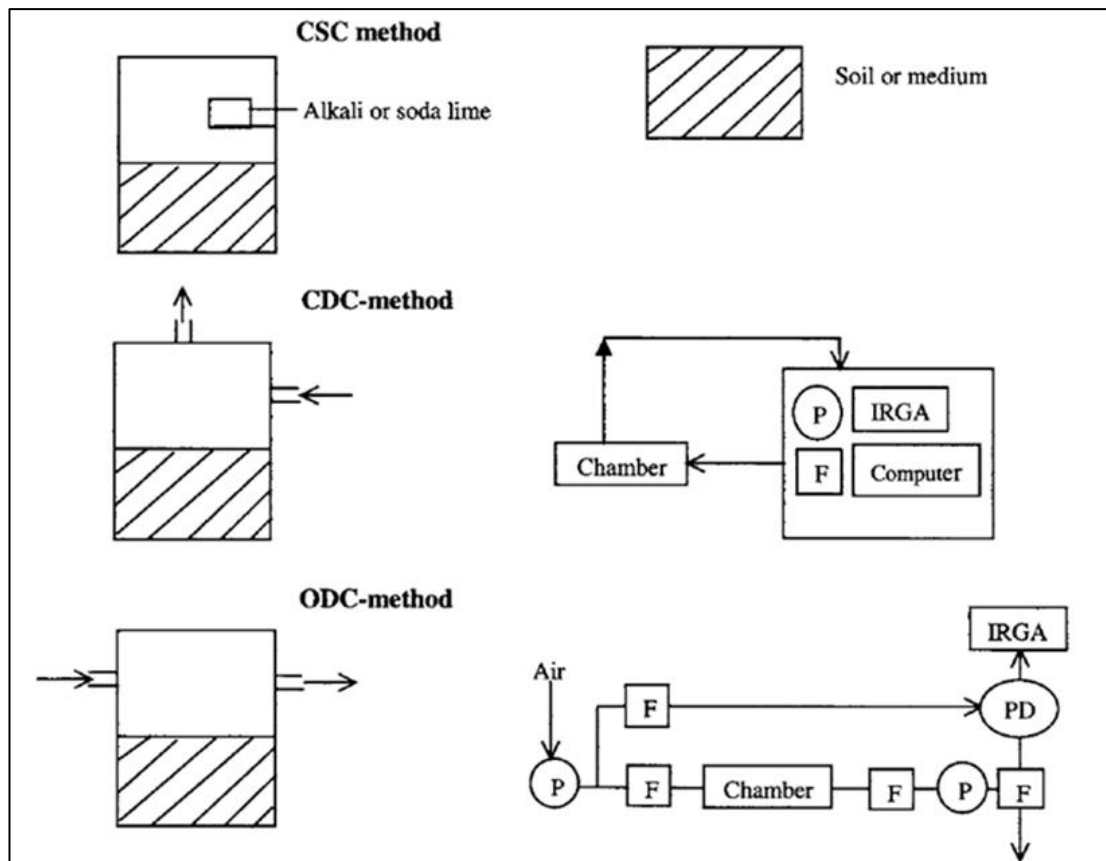 CSC method
Alkali or soda lime
Soil or medium
CDC-method
P
IRGA
F
Computer
Chamber
ODC-method
IRGA
Air
F
PD
P
F
Chamber
F
P
F